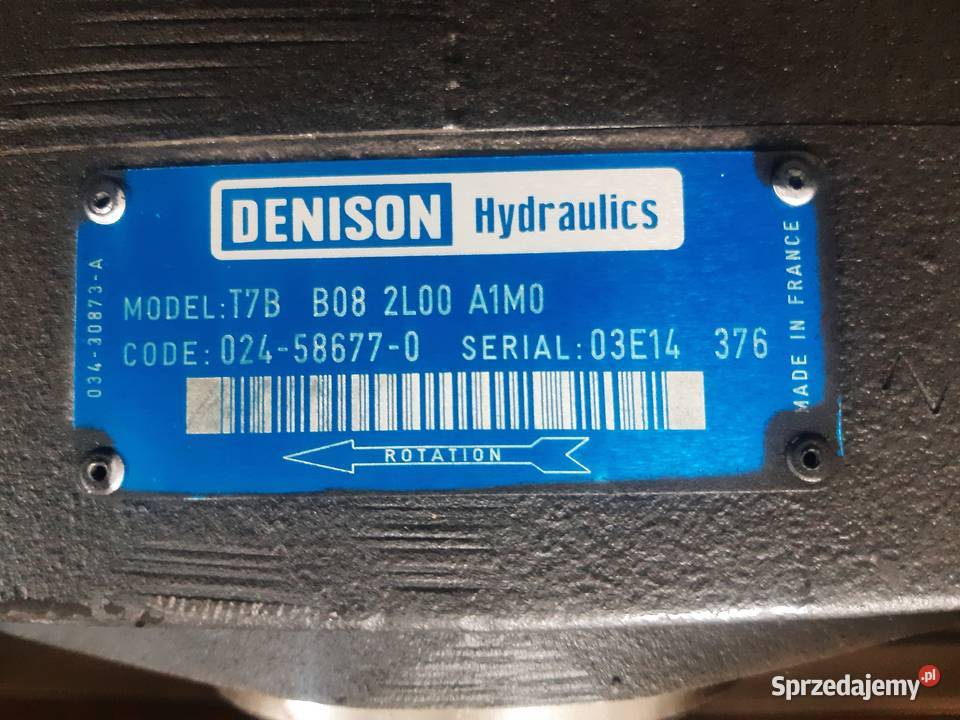 DENISON Hydraulics
MODEL:T7B B08 2L00 A1M0
CODE:024-58677-0 SERIAL:03E14 376
ROTATION
034-30873-A
MADE IN FRANCE
Sprzedajemy.pl